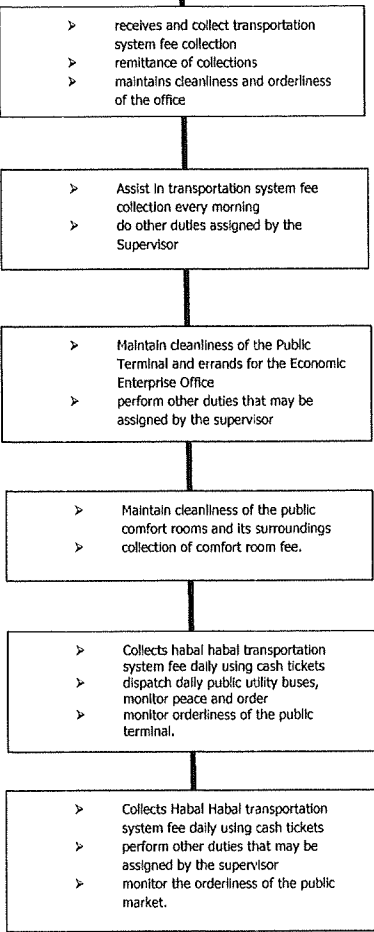 ➢ receives and collect transportation
system fee collection
➢ remittance of collections
➢ maintains cleanliness and orderliness
of the office
➢ Assist in transportation system fee
collection every morning
➢ do other duties assigned by the
Supervisor
➢ Maintain cleanliness of the Public
Terminal and errands for the Economic
Enterprise Office
➢ perform other duties that may be
assigned by the supervisor
➢ Maintain cleanliness of the public
comfort rooms and its surroundings
➢ collection of comfort room fee.
➢ Collects habal habal transportation
system fee daily using cash tickets
➢ dispatch daily public utility buses,
monitor peace and order
➢ monitor orderliness of the public
terminal.
➢ Collects Habal Habal transportation
system fee daily using cash tickets
➢ perform other duties that may be
assigned by the supervisor
➢ monitor the orderliness of the public
market.